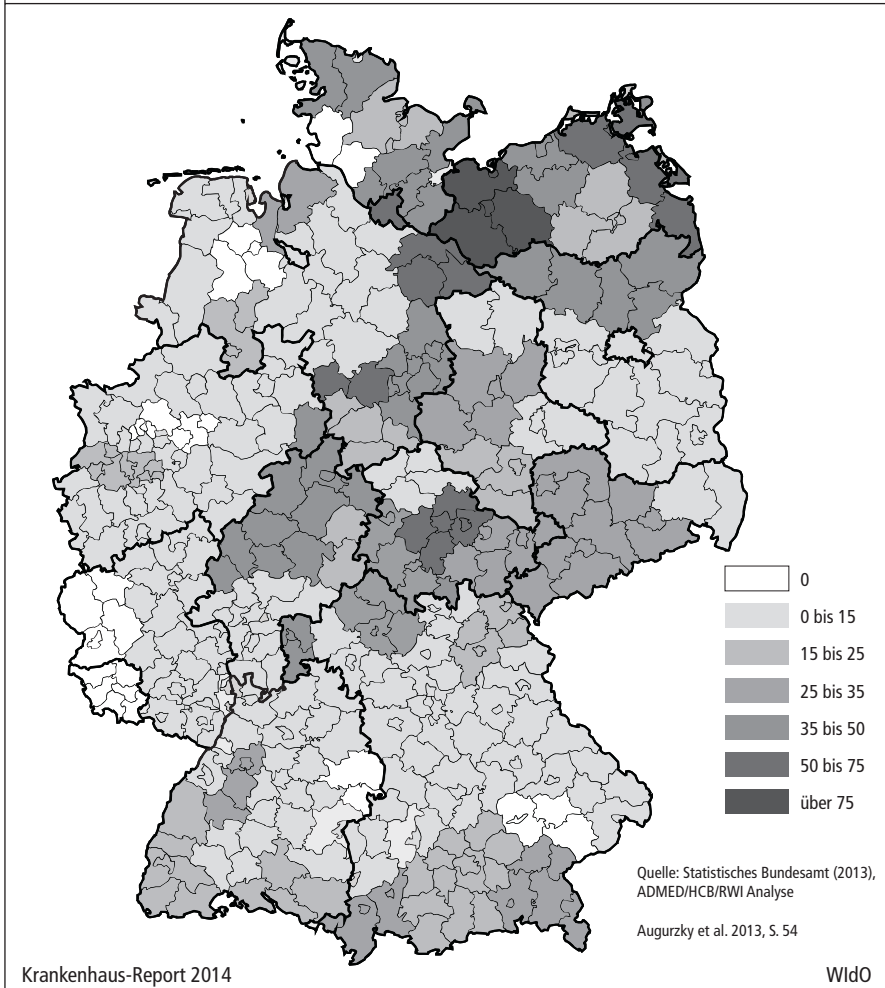 0
0 bis 15
15 bis 25
25 bis 35
35 bis 50
50 bis 75
über 75
Quelle: Statistisches Bundesamt (2013),
ADMED/HCB/RWI Analyse
Augurzky et al. 2013, S. 54
Krankenhaus-Report 2014
WIdO